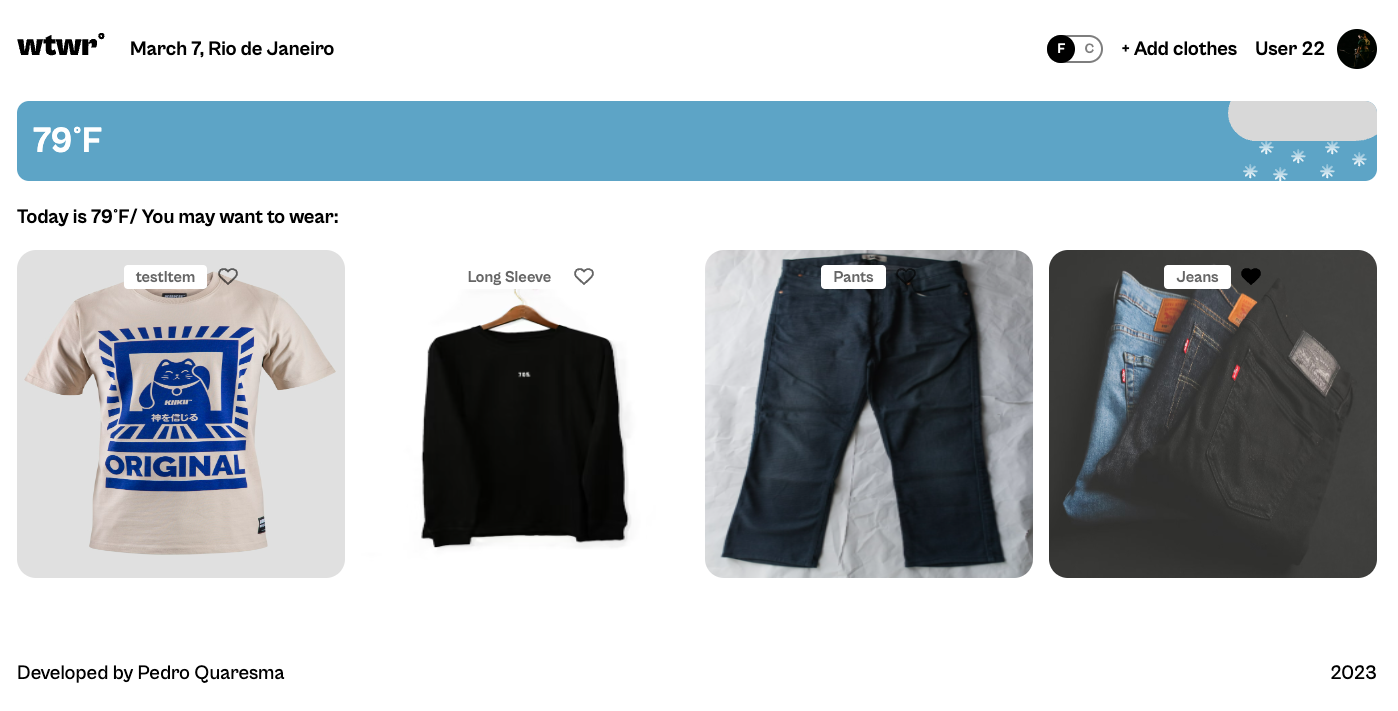 wtwr°
March 7, Rio de Janeiro
F C
+ Add clothes
User 22
79°F
Today is 79°F/ You may want to wear:
testItem
KIIKII
神を信じる
ORIGINAL
Long Sleeve
Pants
Jeans
Developed by Pedro Quaresma
2023